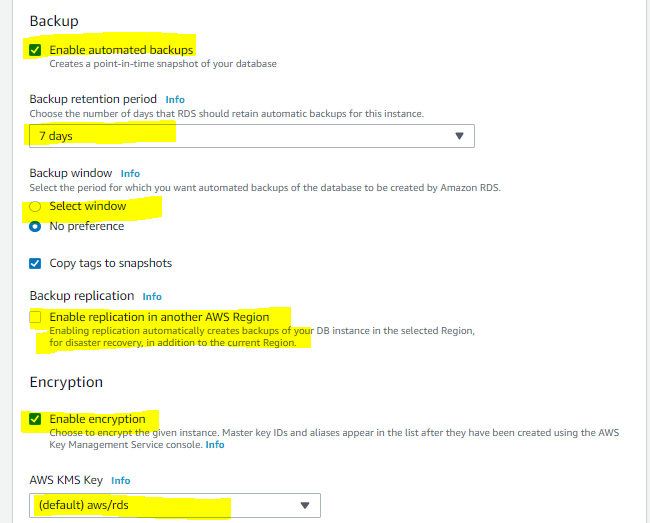 Backup
Enable automated backups
Creates a point-in-time snapshot of your database
Backup retention period Info
Choose the number of days that RDS should retain automatic backups for this instance.
7 days
Backup window Info
Select the period for which you want automated backups of the database to be created by Amazon RDS.
Select window
No preference
Copy tags to snapshots
Backup replication Info
Enable replication in another AWS Region
Enabling replication automatically creates backups of your DB instance in the selected Region,
for disaster recovery, in addition to the current Region.
Encryption
Enable encryption
Choose to encrypt the given instance. Master key IDs and aliases appear in the list after they have been created using the AWS
Key Management Service console. Info
AWS KMS Key Info
(default) aws/rds